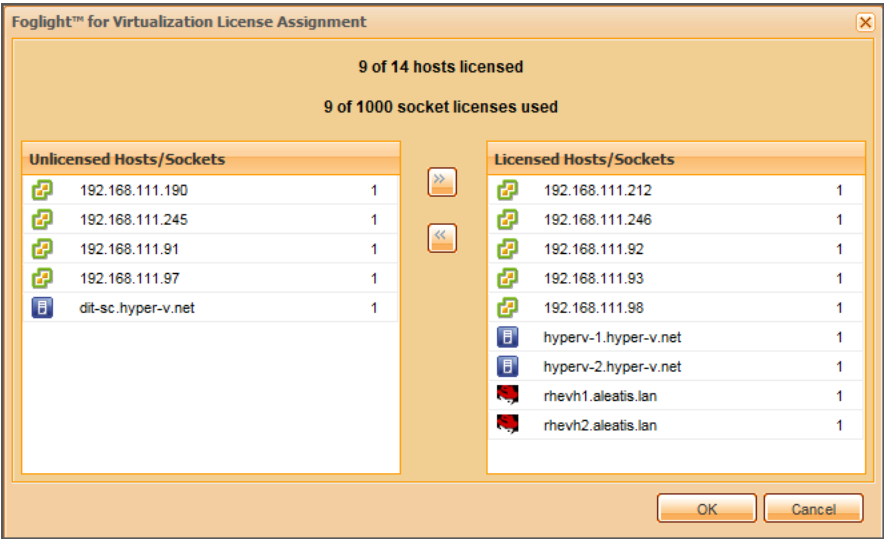 Foglight™ for Virtualization License Assignment
9 of 14 hosts licensed
9 of 1000 socket licenses used
Unlicensed Hosts/Sockets
192.168.111.190 1
192.168.111.245 1
192.168.111.91 1
192.168.111.97 1
dit-sc.hyper-v.net 1
>>
<<
Licensed Hosts/Sockets
192.168.111.212 1
192.168.111.246 1
192.168.111.92 1
192.168.111.93 1
192.168.111.98 1
hyperv-1.hyper-v.net 1
hyperv-2.hyper-v.net 1
rhevh1.aleatis.lan 1
rhevh2.aleatis.lan 1
OK Cancel